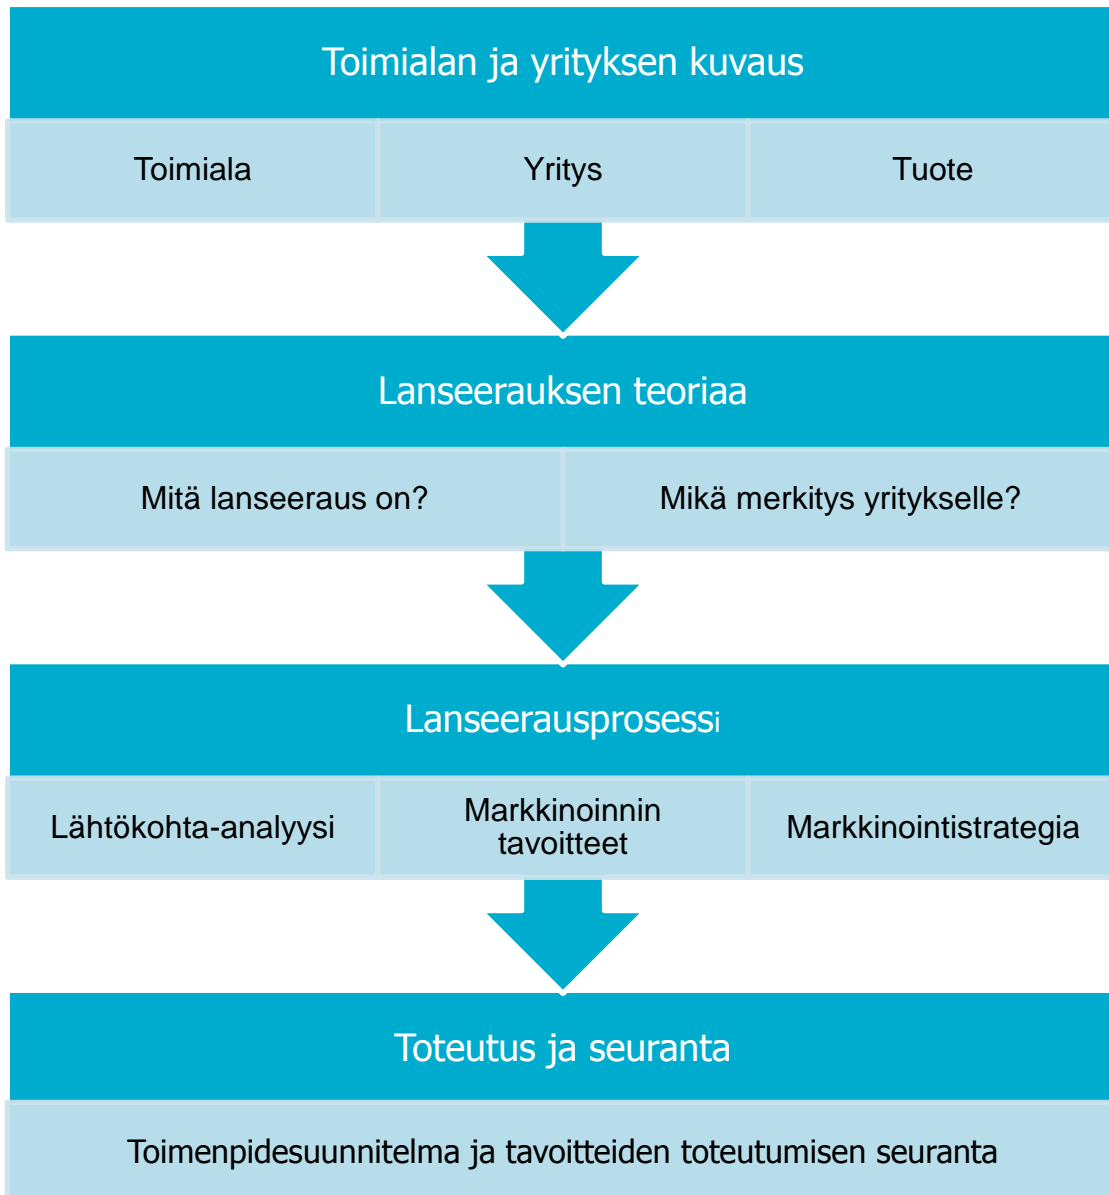 Toimialan ja yrityksen kuvaus
Toimiala
Yritys
Tuote
Lanseerauksen teoriaa
Mitä lanseeraus on?
Mikä merkitys yritykselle?
Lanseerausprosessi
Lähtökohta-analyysi
Markkinoinnin
tavoitteet
Markkinointistrategia
Toteutus ja seuranta
Toimenpidesuunnitelma ja tavoitteiden toteutumisen seuranta